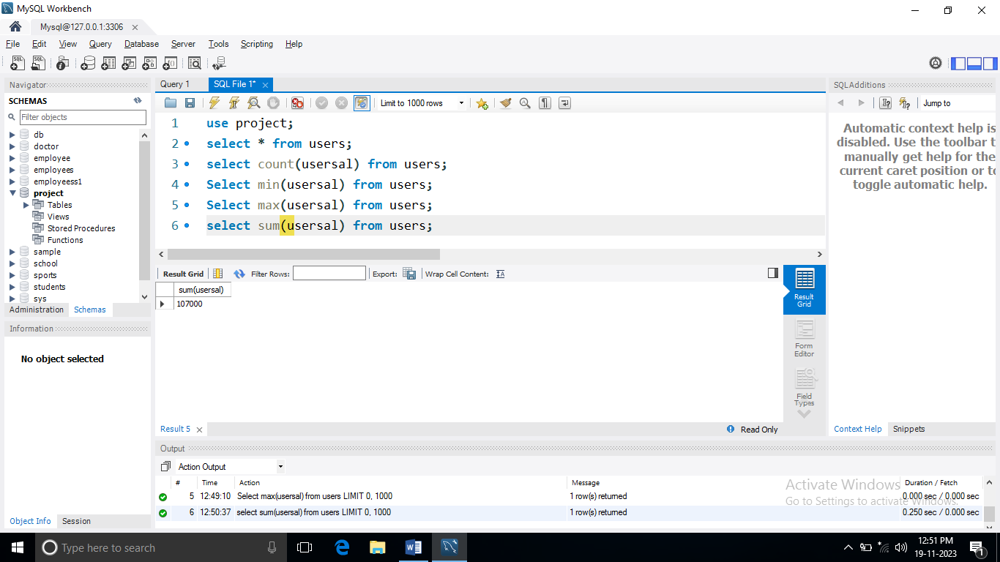 MySQL Workbench
Mysql@127.0.0.1:3306
File Edit View Query Database Server Tools Scripting Help
Navigator
SCHEMAS
Filter objects
db
doctor
employee
employees
employeess1
project
Tables
Views
Stored Procedures
Functions
sample
school
sports
students
sys
Administration Schemas
Information
No object selected
Object Info Session
Query 1 SQL File 1*
Limit to 1000 rows
1 use project;
2 select * from users;
3 select count(usersal) from users;
4 Select min(usersal) from users;
5 Select max(usersal) from users;
6 select sum(usersal) from users;
Result Grid Filter Rows: Export: Wrap Cell Content:
sum(usersal)
107000
Result Grid
Form Editor
Field Types
Result 5 Read Only
SQLAdditions
Jump to
Automatic context help is
disabled. Use the toolbar t
manually get help for the
current caret position or to
toggle automatic help.
Context Help Snippets
Output
Action Output
# Time Action Message Duration / Fetch
5 12:49:10 Select max(usersal) from users LIMIT 0, 1000 1 row(s) returned 0.000 sec / 0.000 sec
6 12:50:37 select sum(usersal) from users LIMIT 0, 1000 1 row(s) returned 0.250 sec / 0.000 sec
Activate Windows
Go to Settings to activate Windows.
Type here to search
12:51 PM
19-11-2023
1